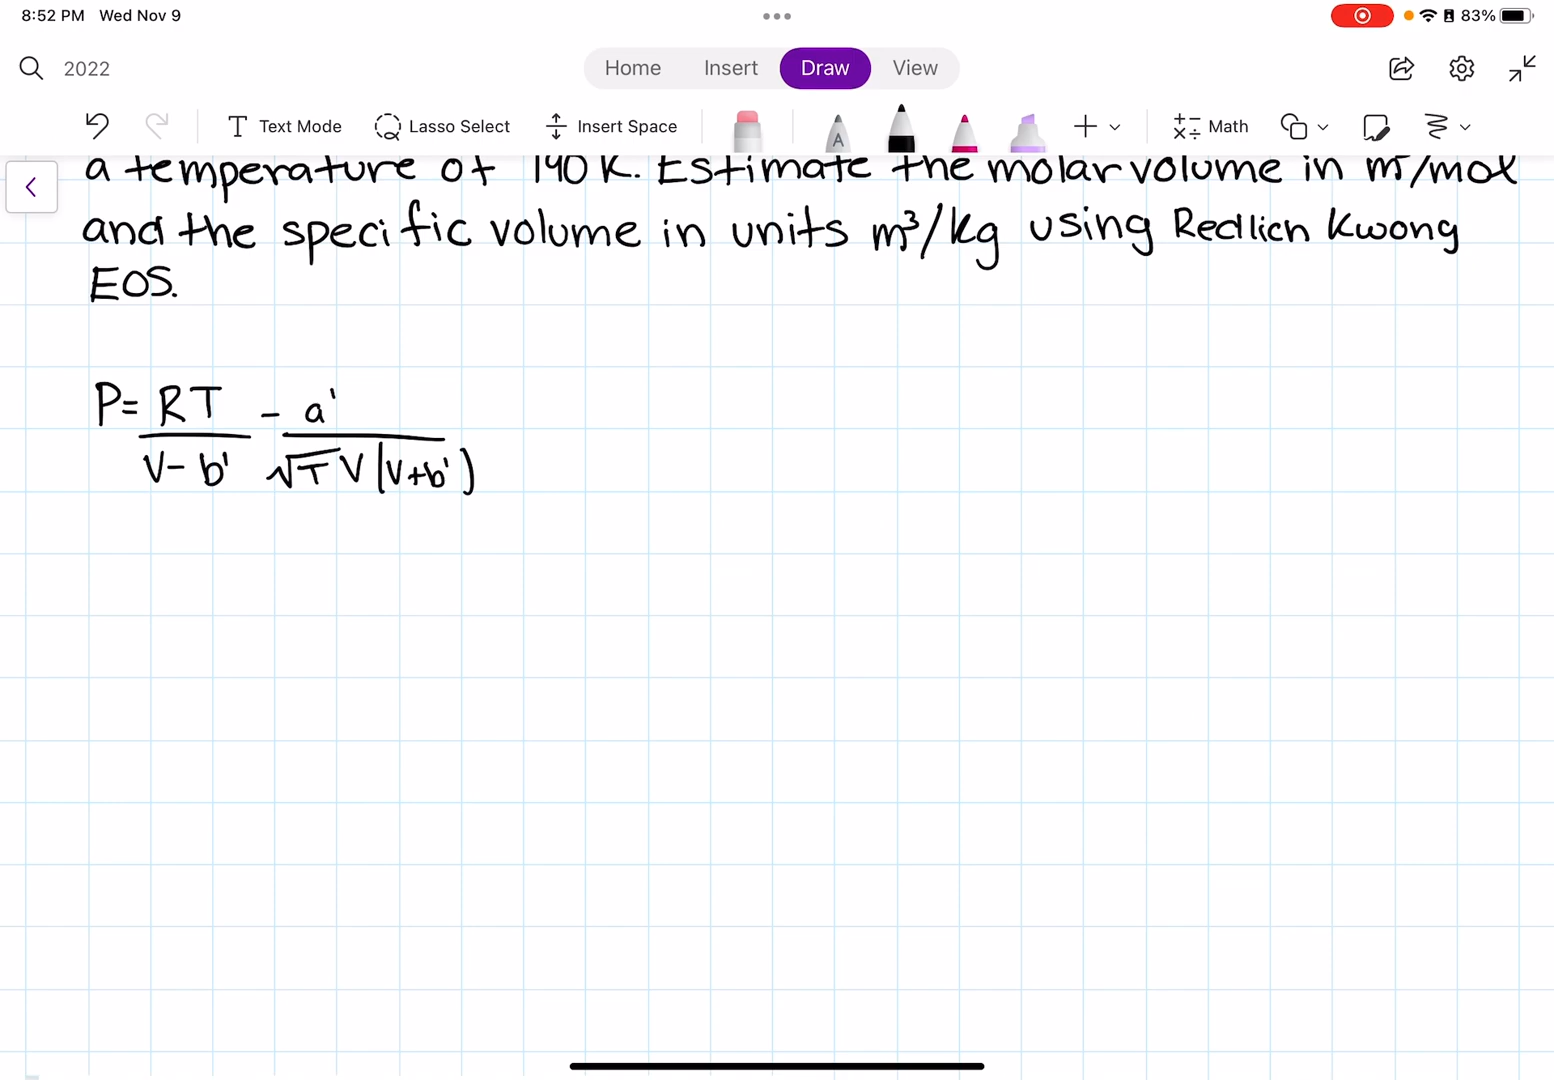 8:52 PM Wed Nov 9
83%
2022
Home Insert Draw View
Text Mode Lasso Select Insert Space A Math
a temperature of 190 K. Estimate the molar volume in m³/mol
and the specific volume in units m³/kg using Redlich Kwong
EOS.
P= RT - a'
V- b' √T V(V+b')